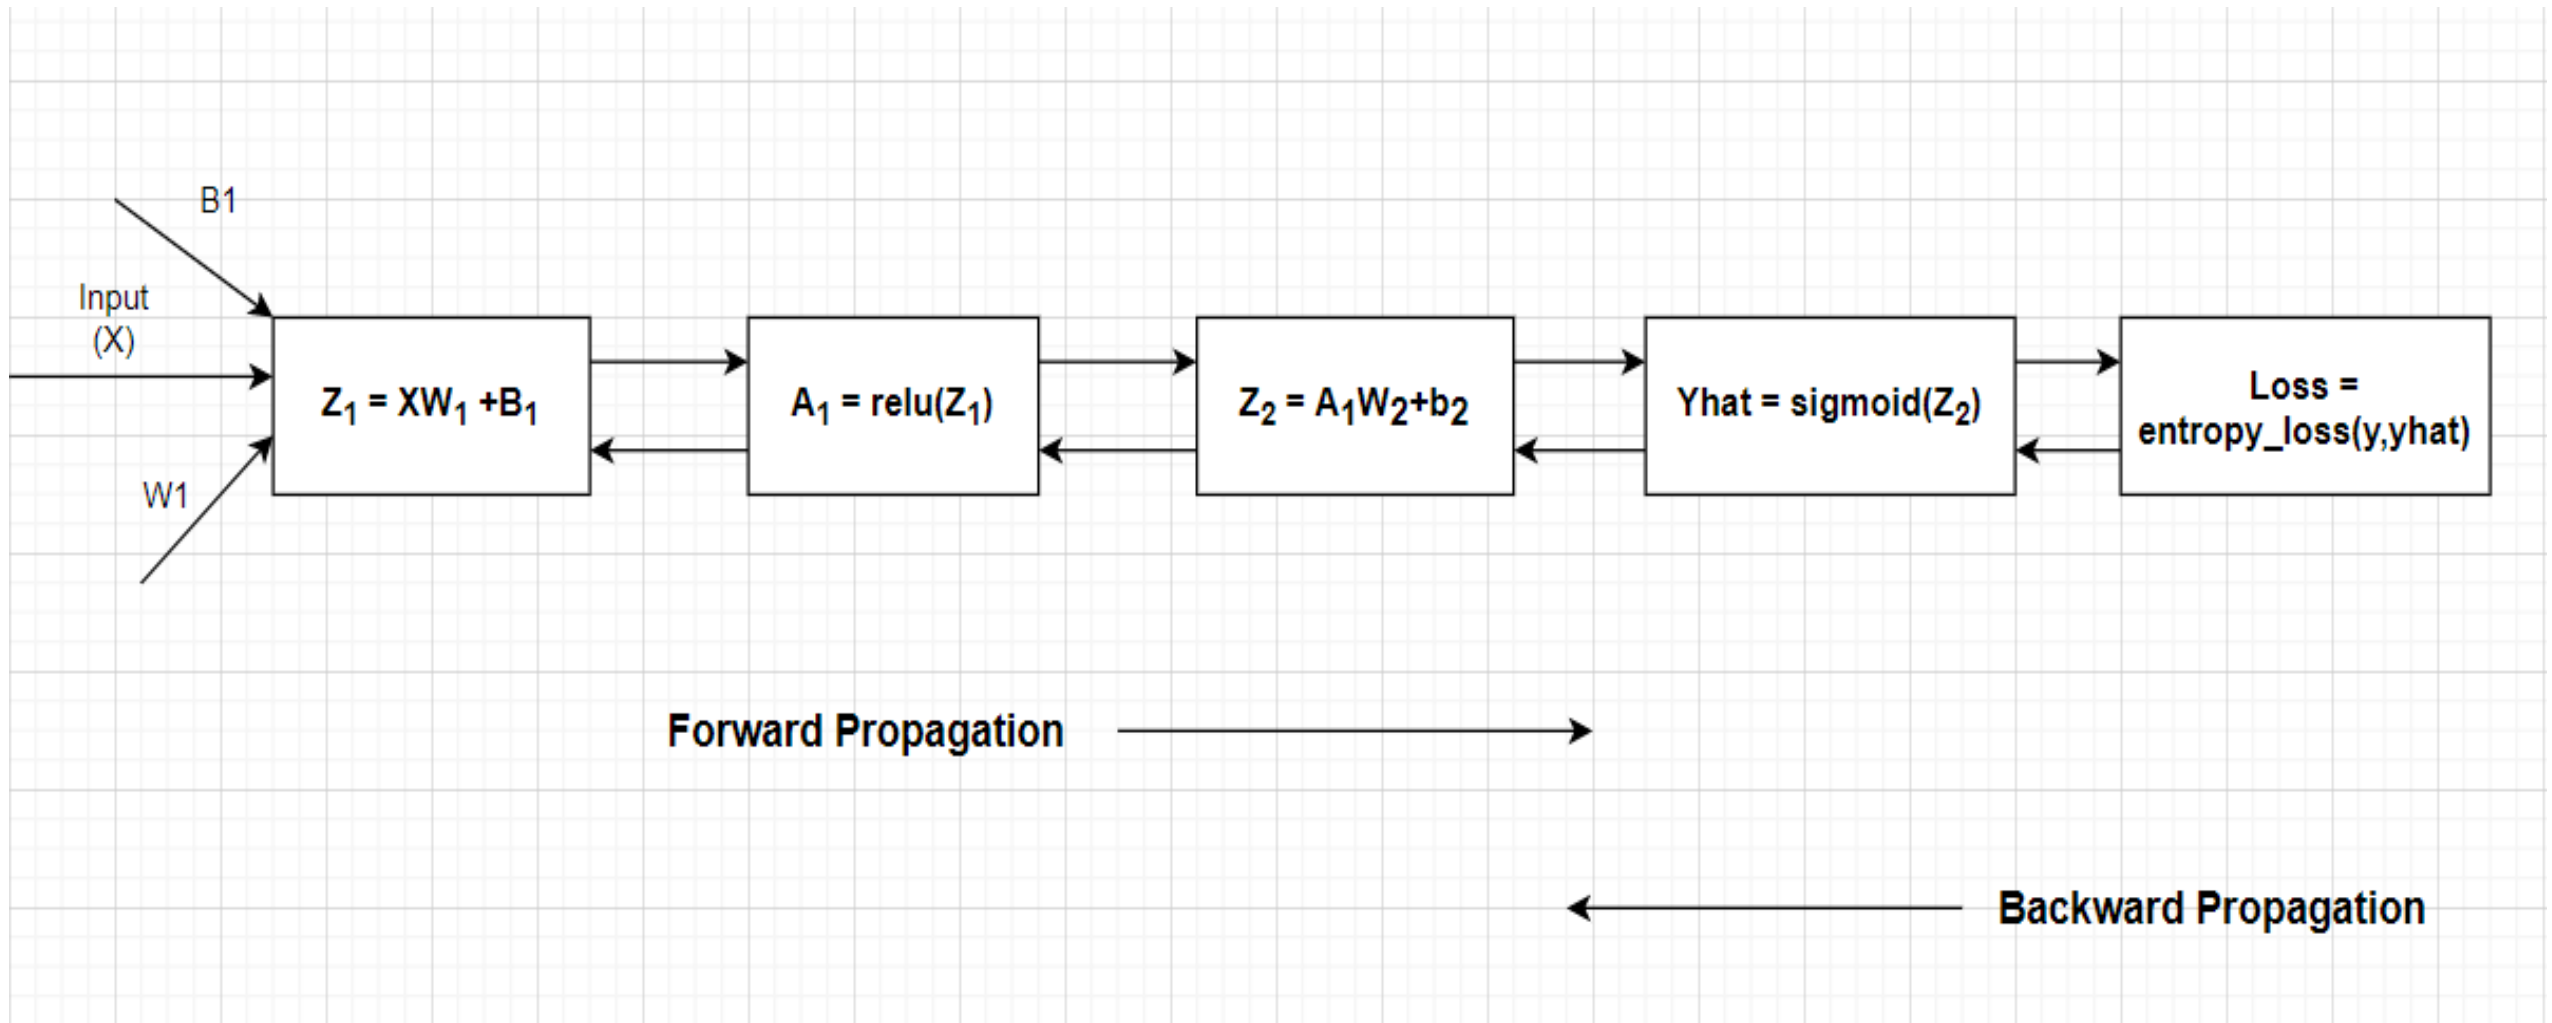 B1
Input
(X)
W1
Z₁ = XW₁ +B₁
A₁ = relu(Z₁)
Z₂ = A₁W₂+b₂
Yhat = sigmoid(Z₂)
Loss =
entropy_loss(y,yhat)
Forward Propagation
Backward Propagation